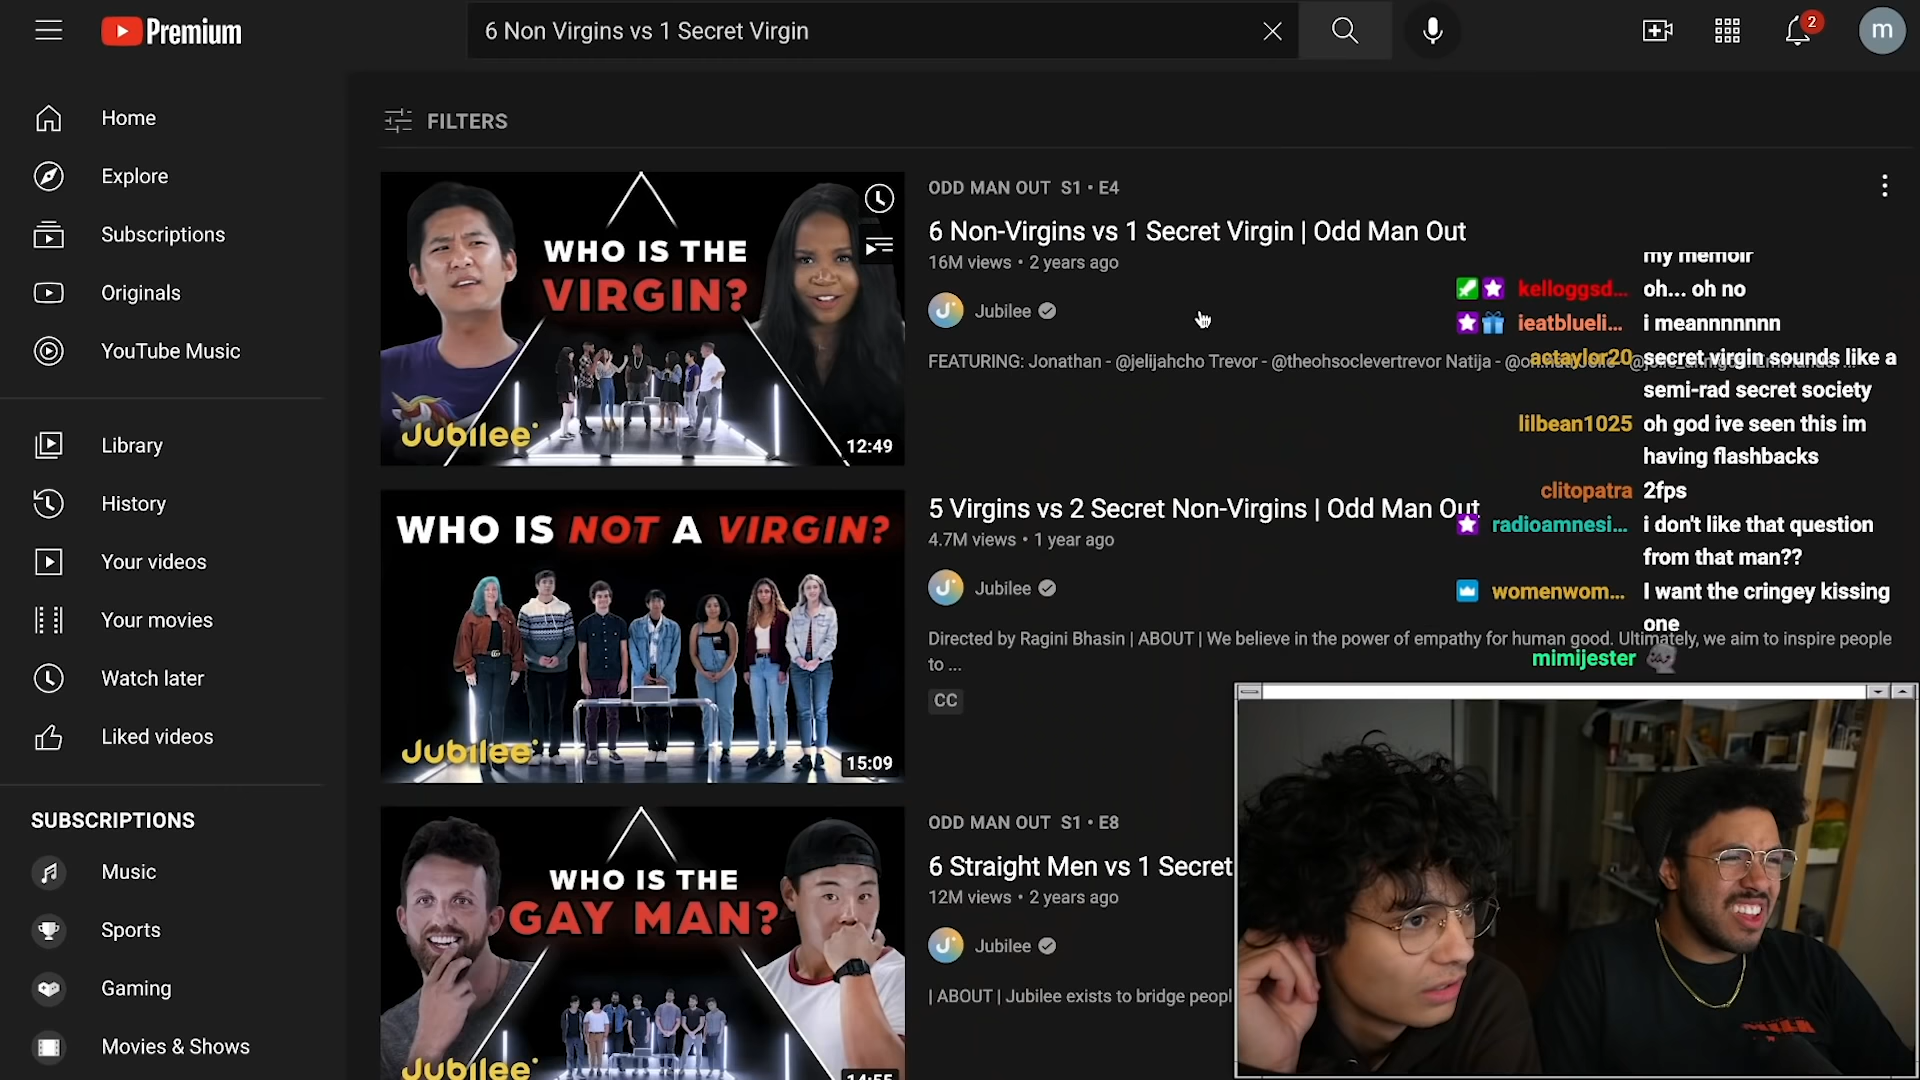 Premium
6 Non Virgins vs 1 Secret Virgin
2
m
Home
Explore
Subscriptions
Originals
YouTube Music
Library
History
Your videos
Your movies
Watch later
Liked videos
SUBSCRIPTIONS
Music
Sports
Gaming
Movies & Shows
FILTERS
WHO IS THE
VIRGIN?
Jubilee
12:49
ODD MAN OUT S1 • E4
6 Non-Virgins vs 1 Secret Virgin | Odd Man Out
16M views • 2 years ago
Jubilee
FEATURING: Jonathan - @jelijahcho Trevor - @theohsoclevertrevor Natija -
WHO IS NOT A VIRGIN?
Jubilee
15:09
5 Virgins vs 2 Secret Non-Virgins | Odd Man Out
4.7M views • 1 year ago
Jubilee
Directed by Ragini Bhasin | ABOUT | We believe in the power of empathy for human good. Ultimately, we aim to inspire people
to ...
CC
WHO IS THE
GAY MAN?
Jubilee
14:55
ODD MAN OUT S1 • E8
6 Straight Men vs 1 Secret
12M views • 2 years ago
Jubilee
| ABOUT | Jubilee exists to bridge peopl
my memoir
kelloggsd... oh... oh no
ieatblueli... i meannnnnnn
actaylor20 secret virgin sounds like a
semi-rad secret society
lilbean1025 oh god ive seen this im
having flashbacks
clitopatra 2fps
radioamnesi... i don't like that question
from that man??
womenwom... I want the cringey kissing
one
mimijester